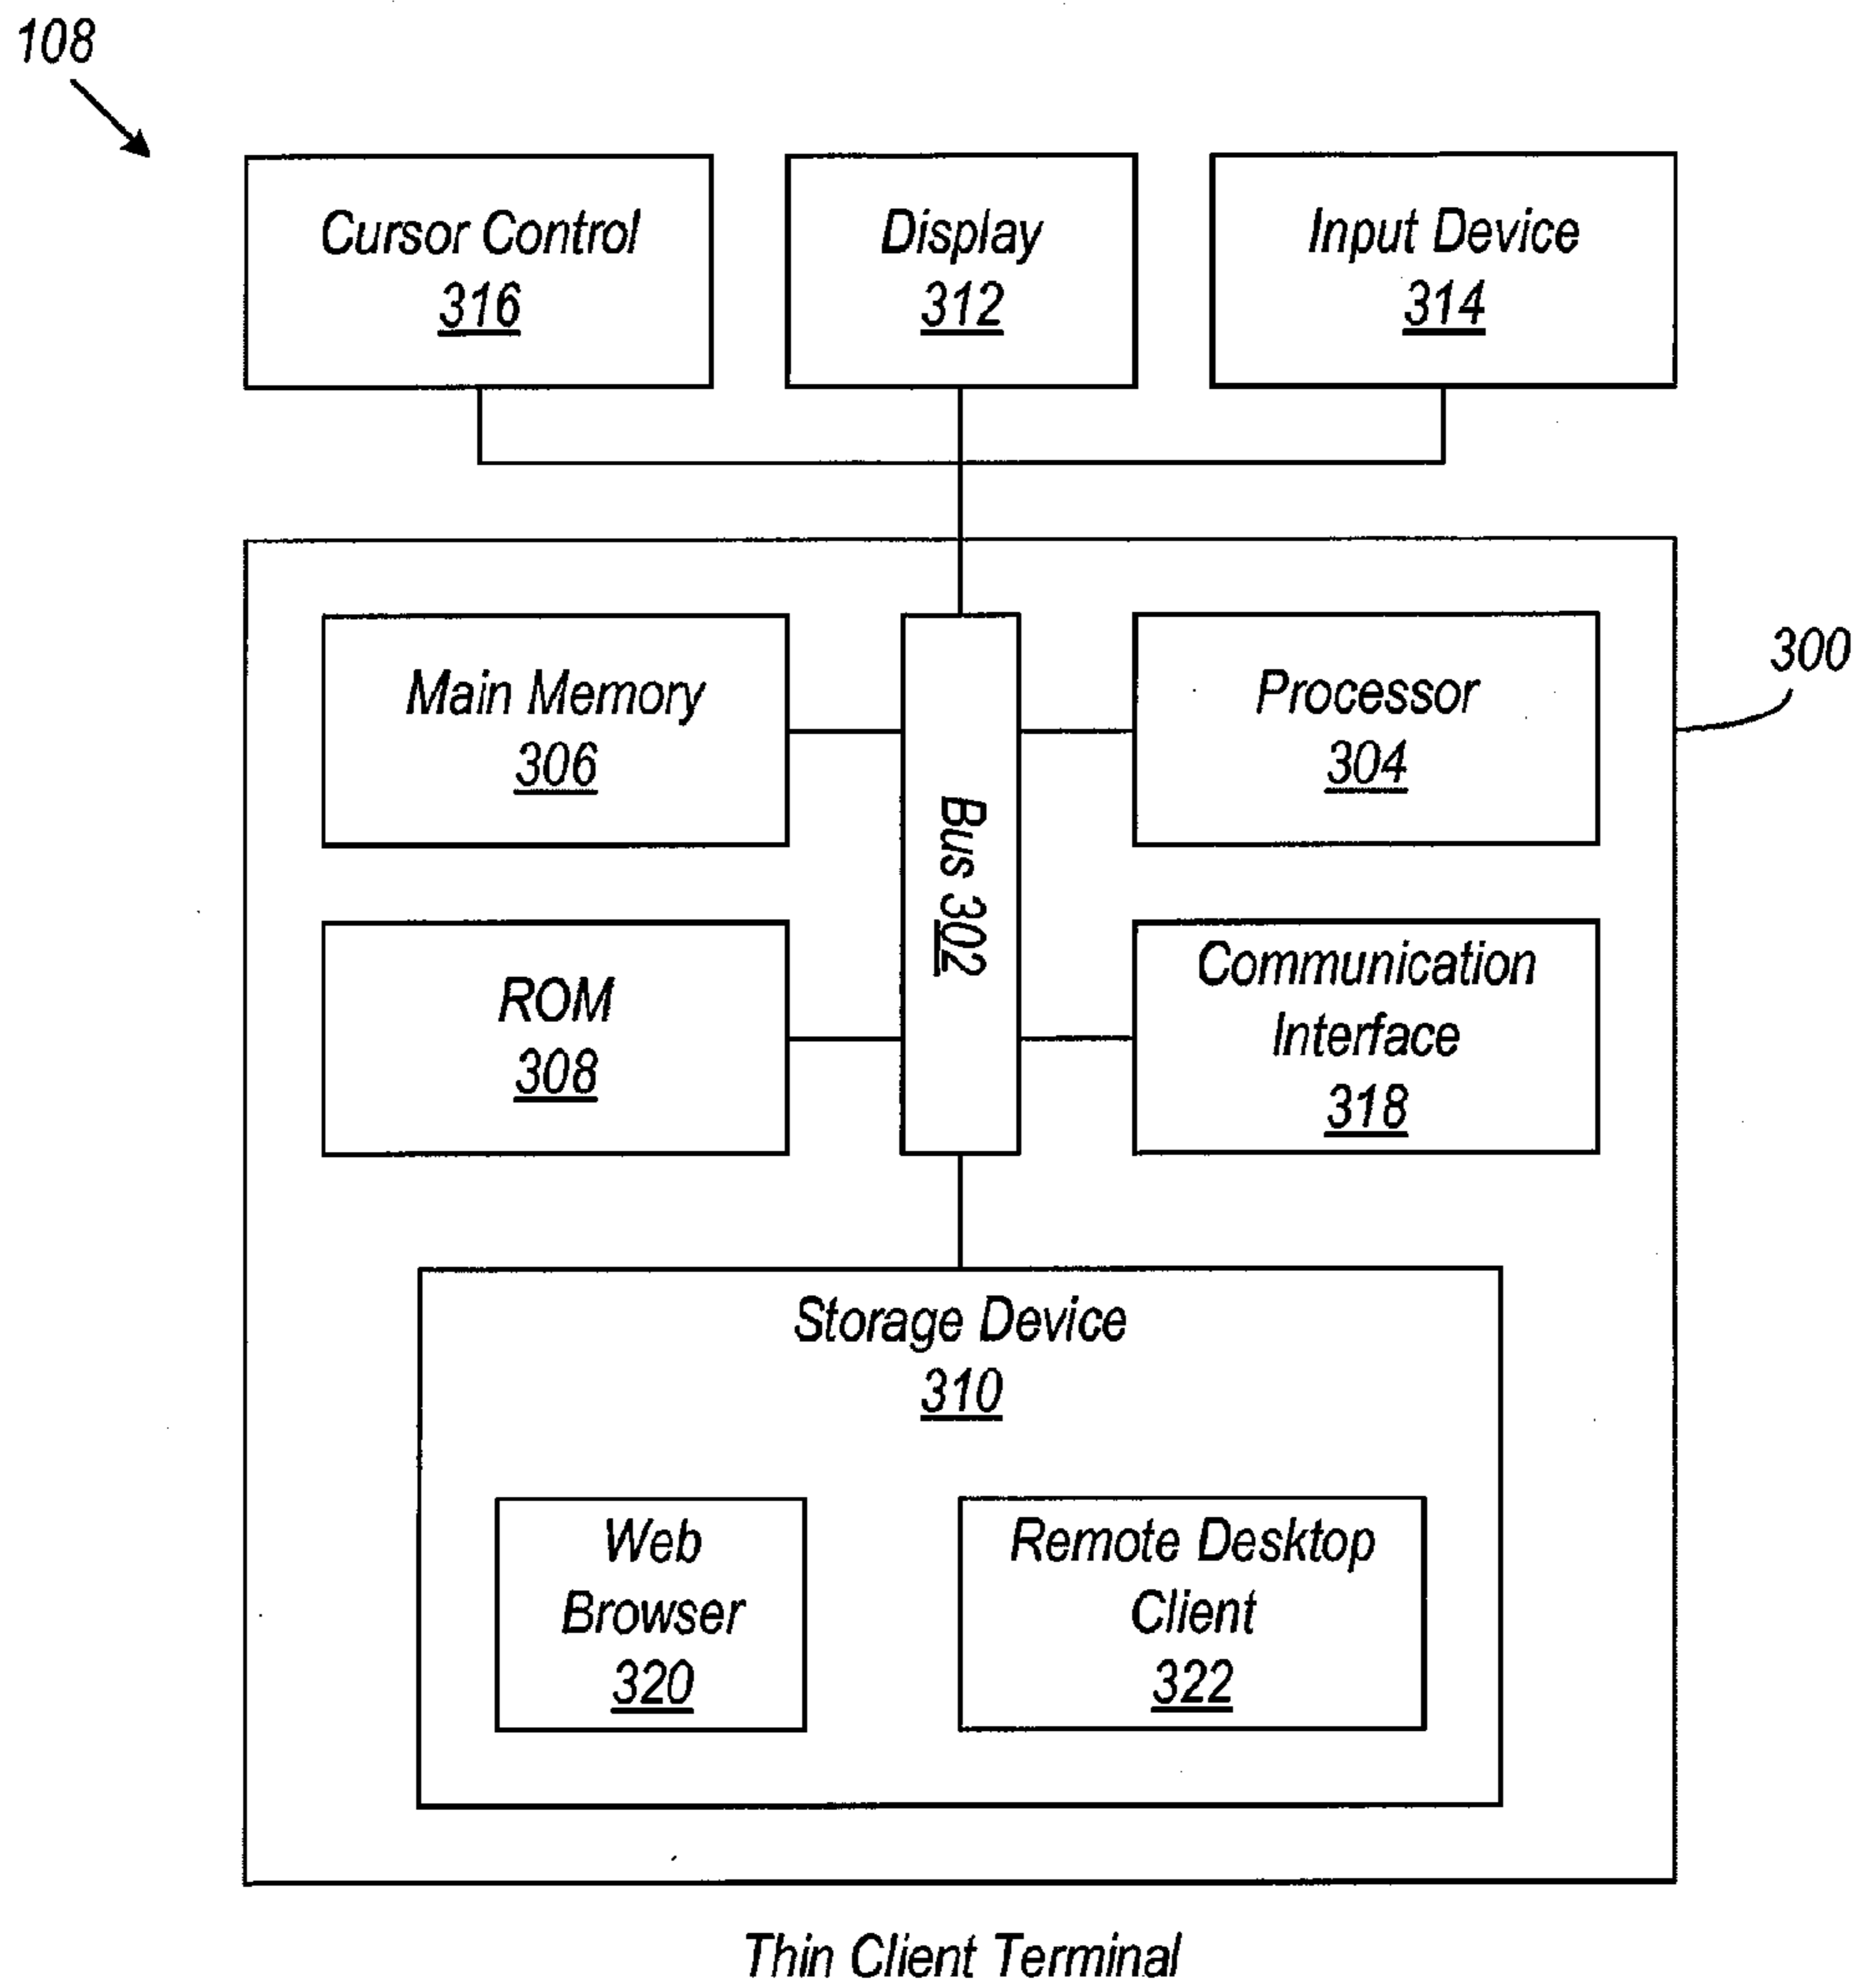 108
Cursor Control
316
Display
312
Input Device
314
Main Memory
306
Bus 302
Processor
304
300
ROM
308
Communication
Interface
318
Storage Device
310
Web
Browser
320
Remote Desktop
Client
322
Thin Client Terminal